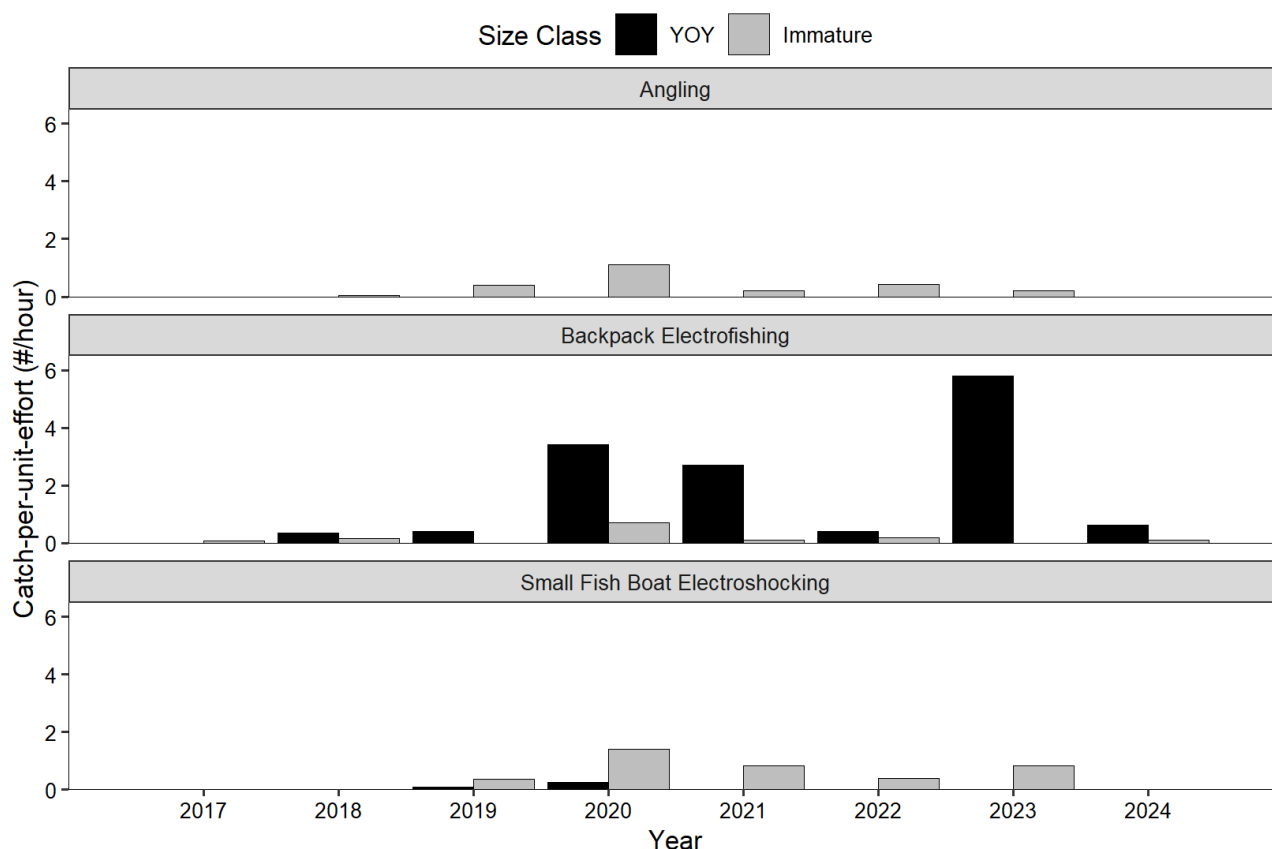 Size Class YOY Immature
Angling
6
4
2
0
Backpack Electrofishing
6
4
2
0
Small Fish Boat Electroshocking
6
4
2
0
Catch-per-unit-effort (#/hour)
2017 2018 2019 2020 2021 2022 2023 2024
Year